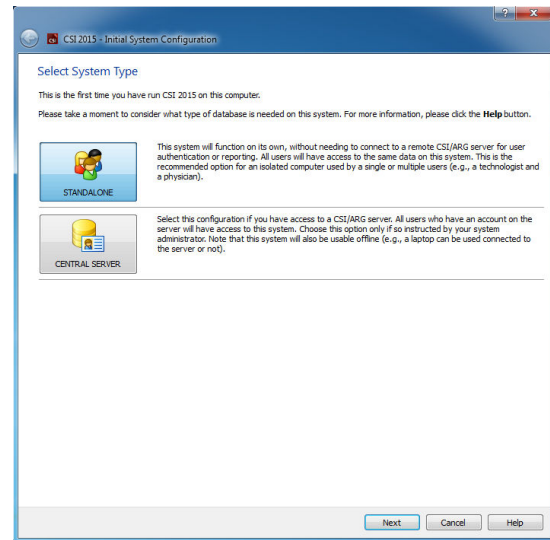 CSI 2015 - Initial System Configuration
Select System Type
This is the first time you have run CSI 2015 on this computer.
Please take a moment to consider what type of database is needed on this system. For more information, please click the Help button.
This system will function on its own, without needing to connect to a remote CSI/ARG server for user
authentication or reporting. All users will have access to the same data on this system. This is the
recommended option for an isolated computer used by a single or multiple users (e.g., a technologist and
a physician).
STANDALONE
Select this configuration if you have access to a CSI/ARG server. All users who have an account on the
server will have access to this system. Choose this option only if so instructed by your system
administrator. Note that this system will also be usable offline (e.g., a laptop can be used connected to
the server or not).
CENTRAL SERVER
Next Cancel Help